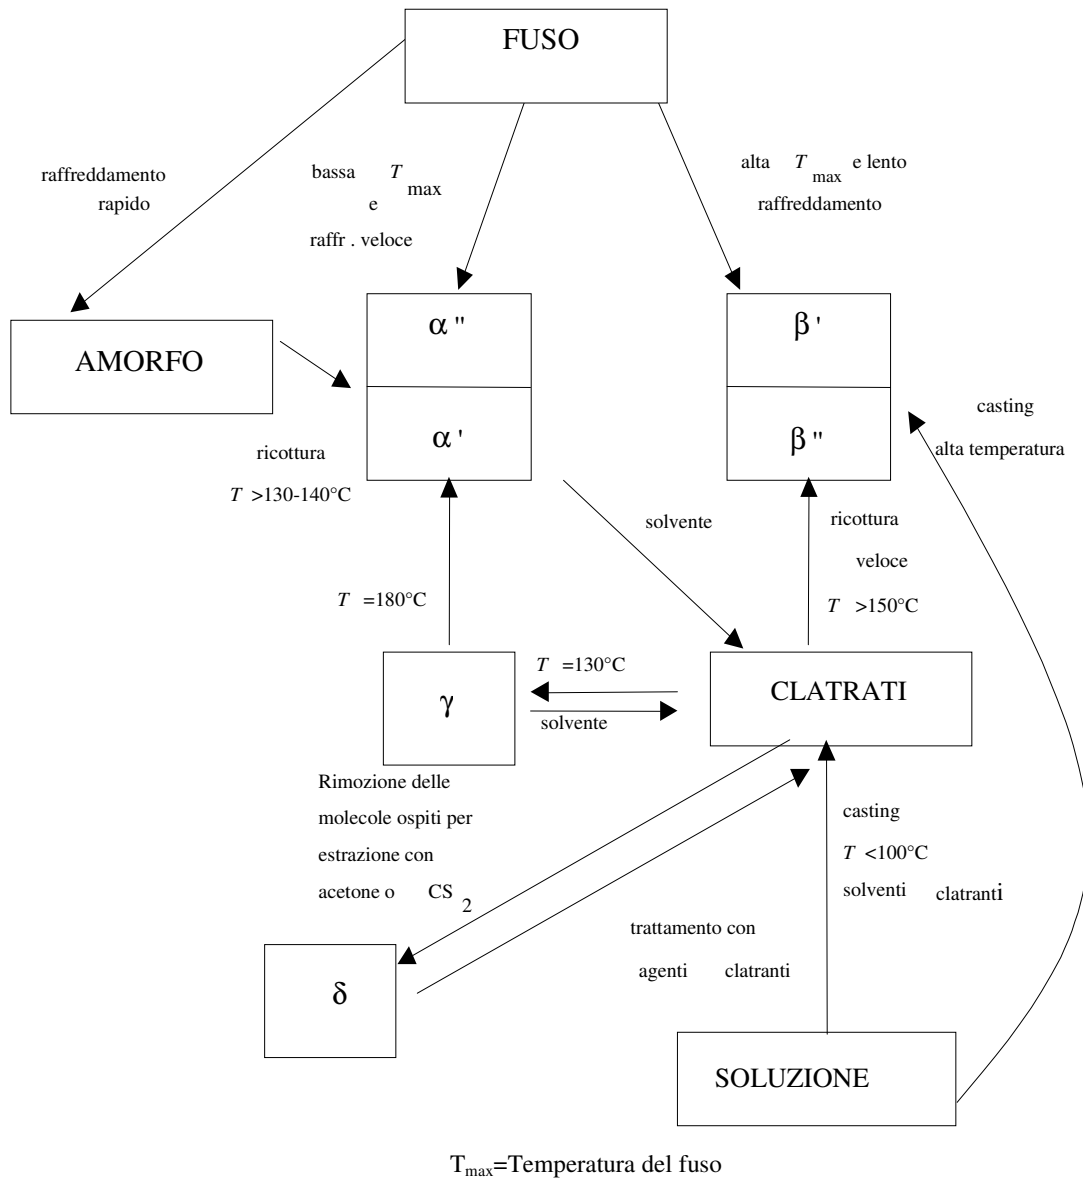 FUSO
raffreddamento
rapido
bassa T max
e
raffr . veloce
alta T max e lento
raffreddamento
α "
β '
AMORFO
α '
β "
casting
alta temperatura
ricottura
T >130-140°C
solvente
ricottura
veloce
T >150°C
T =180°C
T =130°C
solvente
γ
CLATRATI
Rimozione delle
molecole ospiti per
estrazione con
acetone o CS 2
casting
T <100°C
solventi clatranti
trattamento con
agenti clatranti
δ
SOLUZIONE
Tmax=Temperatura del fuso